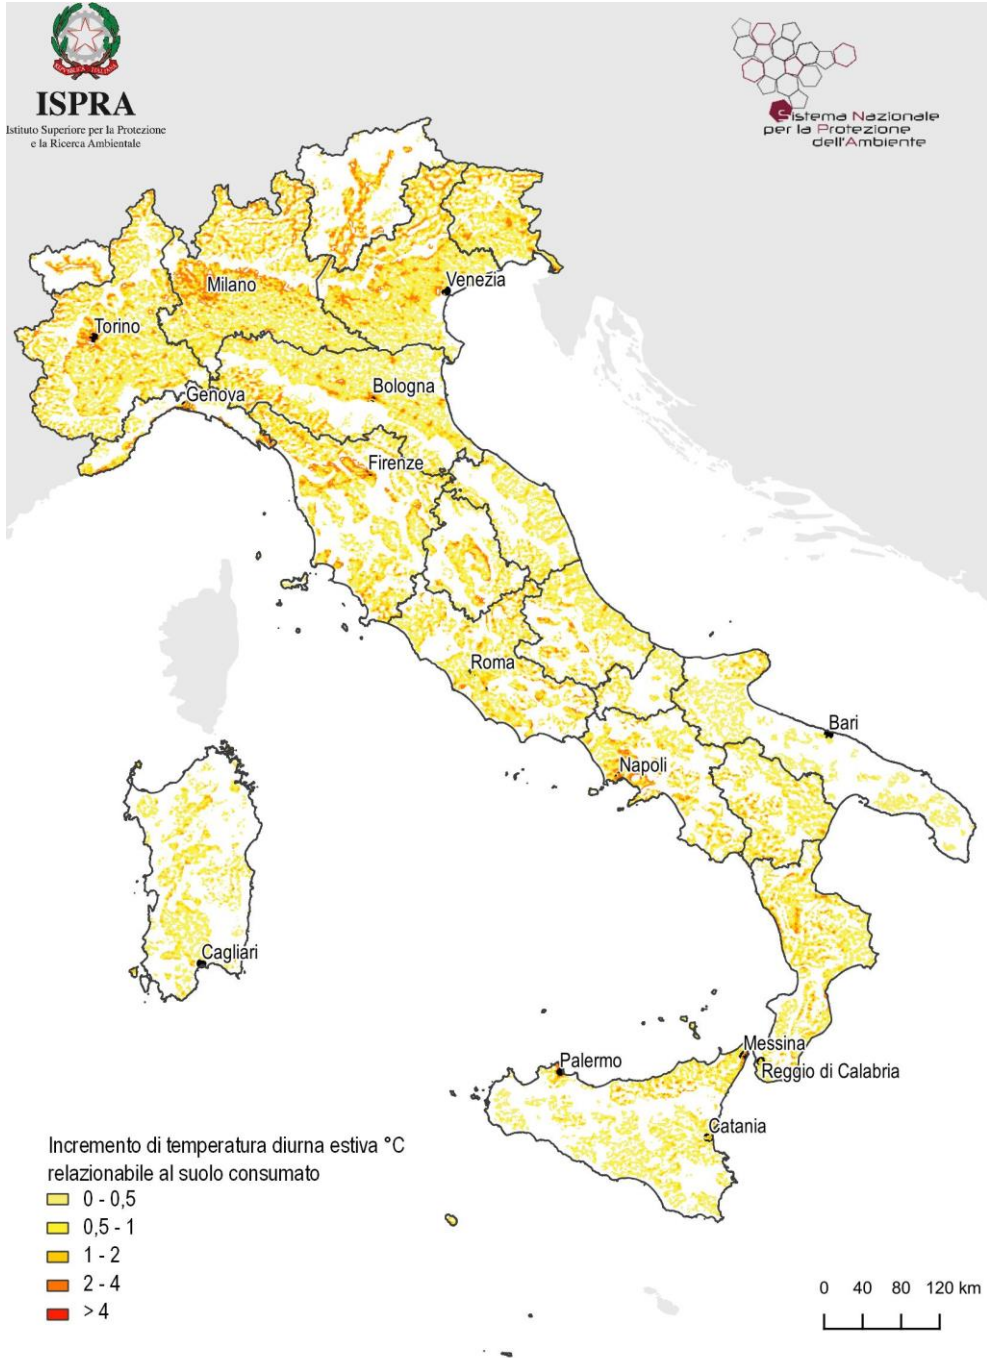 REPVBBLICA ITALIANA
ISPRA
Istituto Superiore per la Protezione
e la Ricerca Ambientale
Sistema Nazionale
per la Protezione
dell'Ambiente
Milano
Venezia
Torino
Genova
Bologna
Firenze
Roma
Bari
Napoli
Cagliari
Messina
Palermo
Reggio di Calabria
Catania
Incremento di temperatura diurna estiva °C
relazionabile al suolo consumato
0 - 0,5
0,5 - 1
1 - 2
2 - 4
> 4
0 40 80 120 km